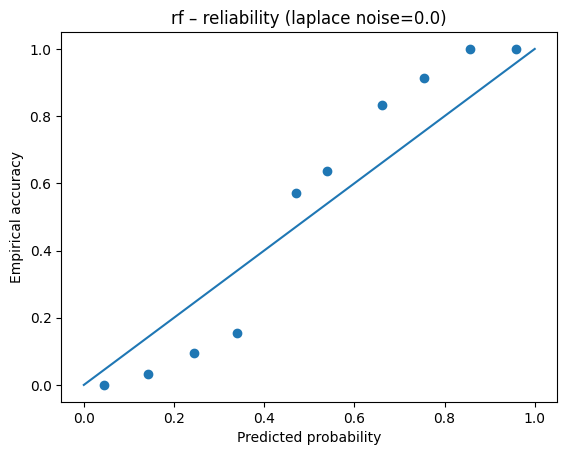 rf – reliability (laplace noise=0.0)
Empirical accuracy
1.0
0.8
0.6
0.4
0.2
0.0
0.0 0.2 0.4 0.6 0.8 1.0
Predicted probability